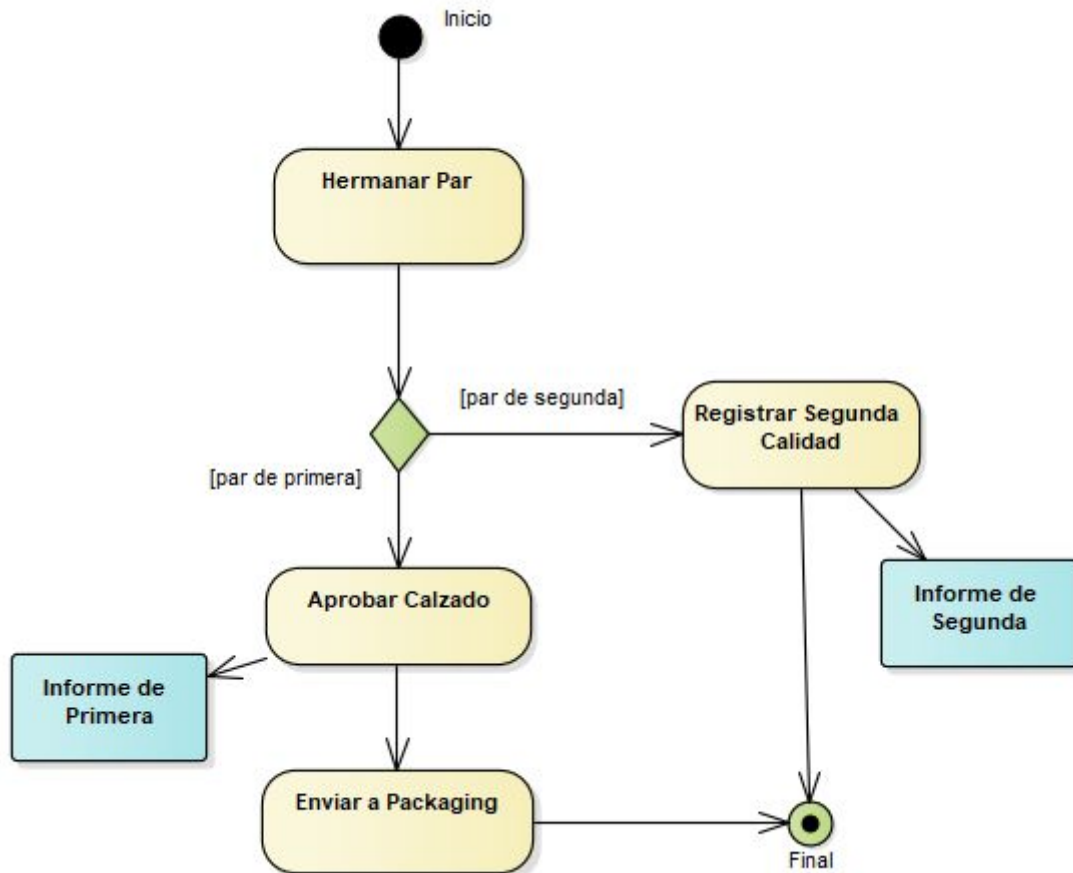 Inicio
Hermanar Par
[par de segunda]
Registrar Segunda
Calidad
[par de primera]
Aprobar Calzado
Informe de
Segunda
Informe de
Primera
Enviar a Packaging
Final